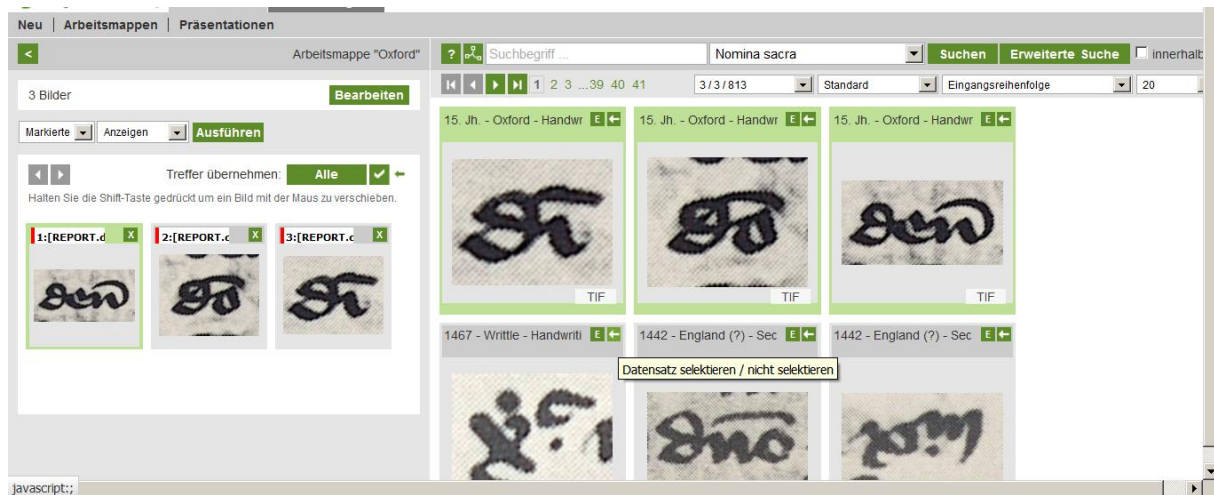 Neu | Arbeitsmappen | Präsentationen
< Arbeitsmappe "Oxford"
3 Bilder Bearbeiten
Markierte Anzeigen Ausführen
Treffer übernehmen: Alle
Halten Sie die Shift-Taste gedrückt um ein Bild mit der Maus zu verschieben.
1:[REPORT.d X 2:[REPORT.c X 3:[REPORT.c X
? Suchbegriff ... Nomina sacra Suchen Erweiterte Suche innerhalb
1 2 3 ...39 40 41 3 / 3 / 813 Standard Eingangsreihenfolge 20
15. Jh. - Oxford - Handwr E 15. Jh. - Oxford - Handwr E 15. Jh. - Oxford - Handwr E
TIF TIF TIF
1467 - Writtle - Handwriti E 1442 - England (?) - Sec E 1442 - England (?) - Sec E
Datensatz selektieren / nicht selektieren
javascript:;